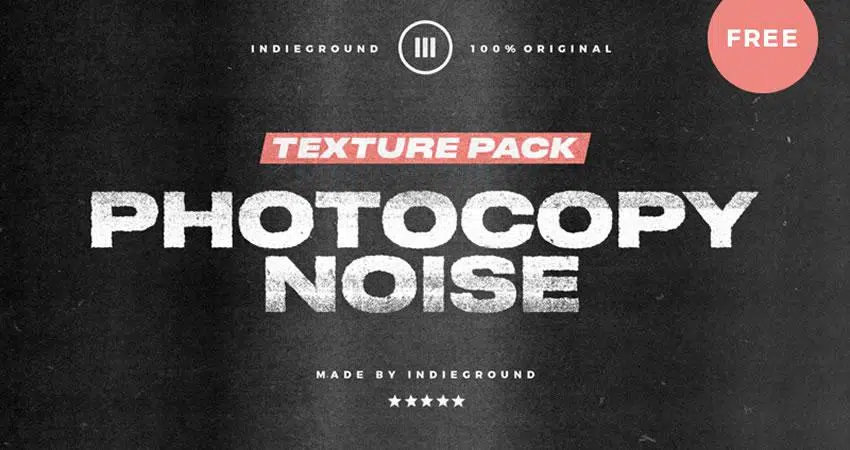 INDIEGROUND
100% ORIGINAL
FREE
TEXTURE PACK
PHOTOCOPY
NOISE
MADE BY INDIEGROUND